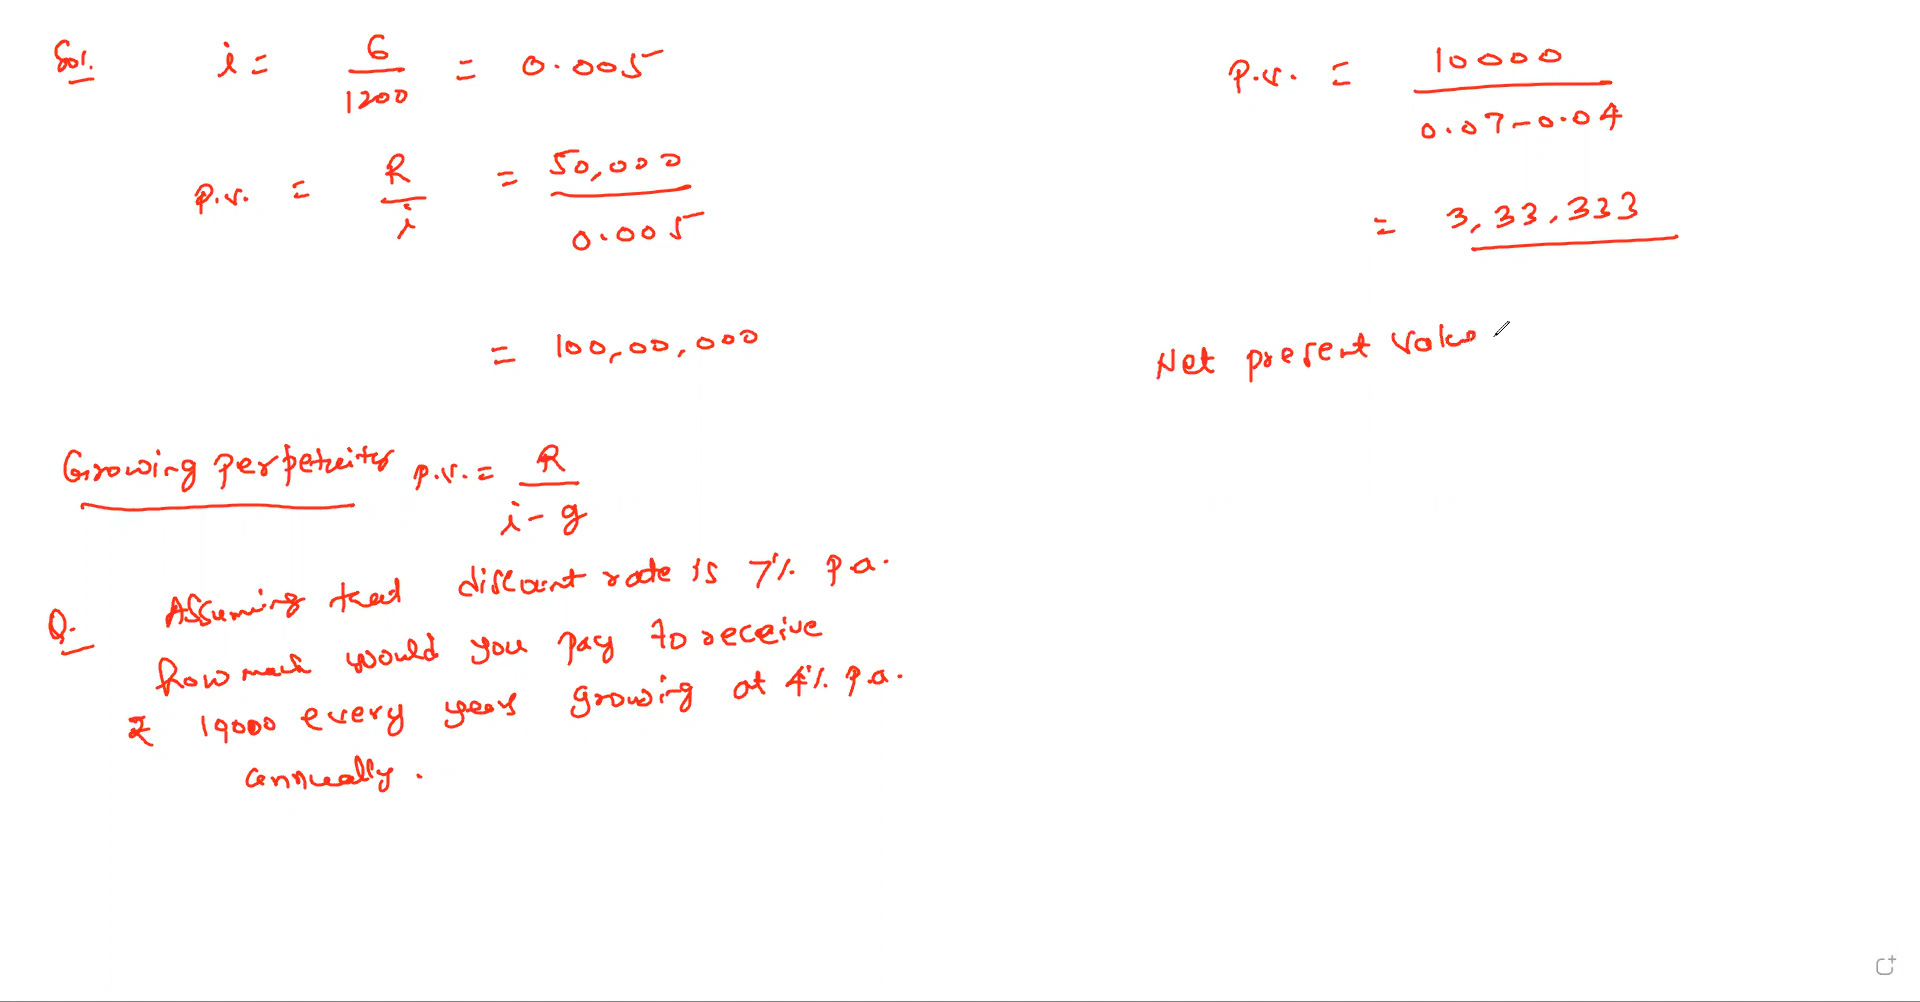 Sol. i = 6/1200 = 0.005
P.V. = R/i = 50,000/0.005
= 100,00,000
Growing perpetuity P.V. = R/i-g
Q. Assuming that discount rate is 7% p.a.
how much would you pay to receive
₹ 10000 every years growing at 4% p.a.
annually.
P.V. = 10000/0.07-0.04
= 3,33,333
Net present value